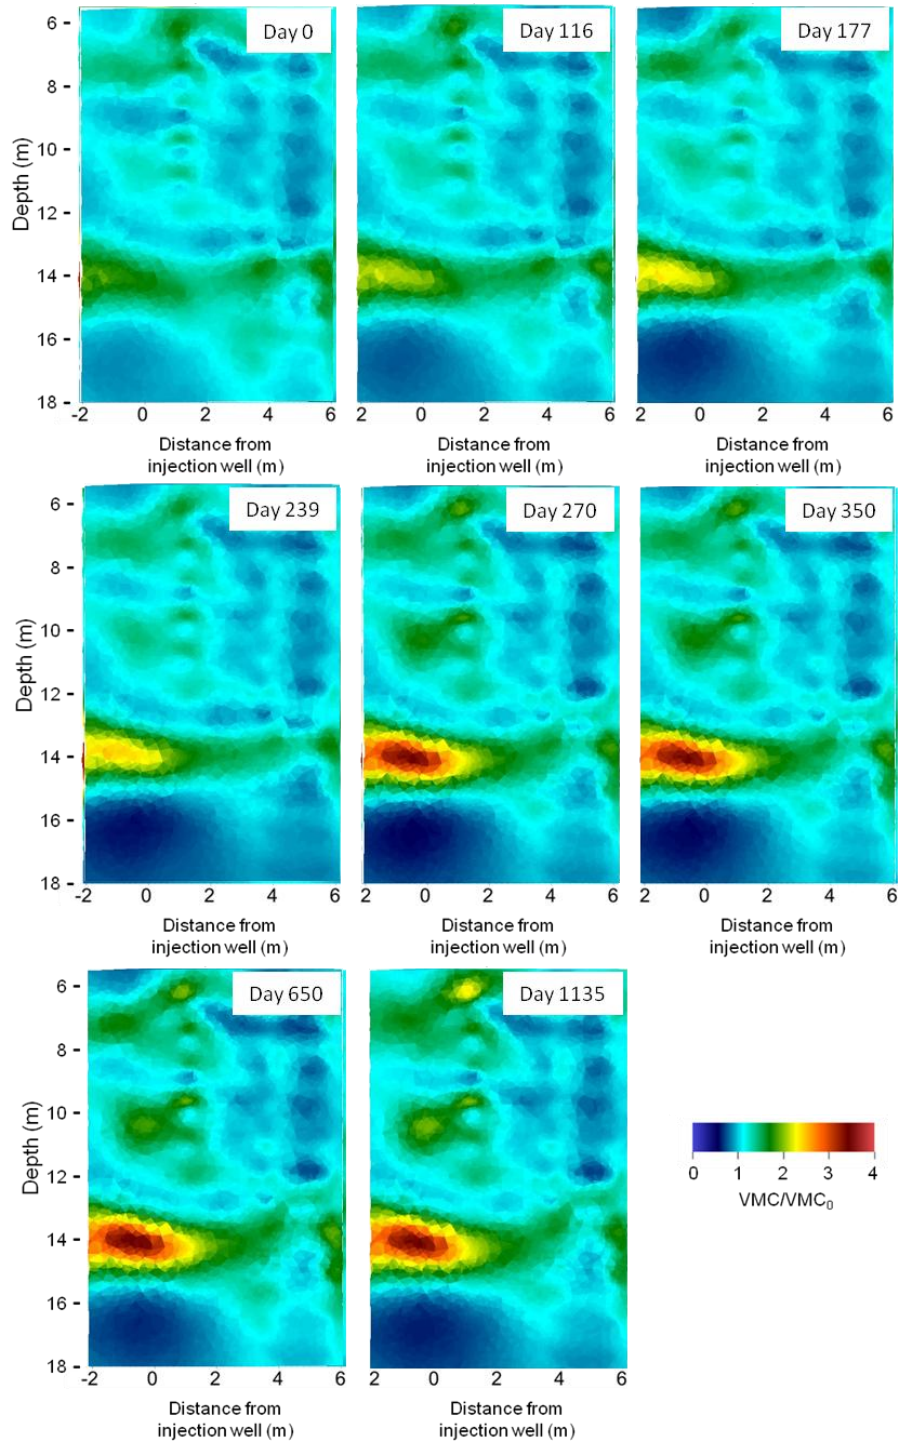 Day 0
Day 116
Day 177
6 -
8 -
10 -
12 -
14 -
16 -
18 -
Depth (m)
-2 0 2 4 6
2 0 2 4 6
2 0 2 4 6
Distance from
injection well (m)
Distance from
injection well (m)
Distance from
injection well (m)
Day 239
Day 270
Day 350
6 -
8 -
10 -
12 -
14 -
16 -
18 -
Depth (m)
-2 0 2 4 6
2 0 2 4 6
2 0 2 4 6
Distance from
injection well (m)
Distance from
injection well (m)
Distance from
injection well (m)
Day 650
Day 1135
6 -
8 -
10 -
12 -
14 -
16 -
18 -
Depth (m)
-2 0 2 4 6
2 0 2 4 6
Distance from
injection well (m)
Distance from
injection well (m)
0 1 2 3 4
VMC/VMC₀